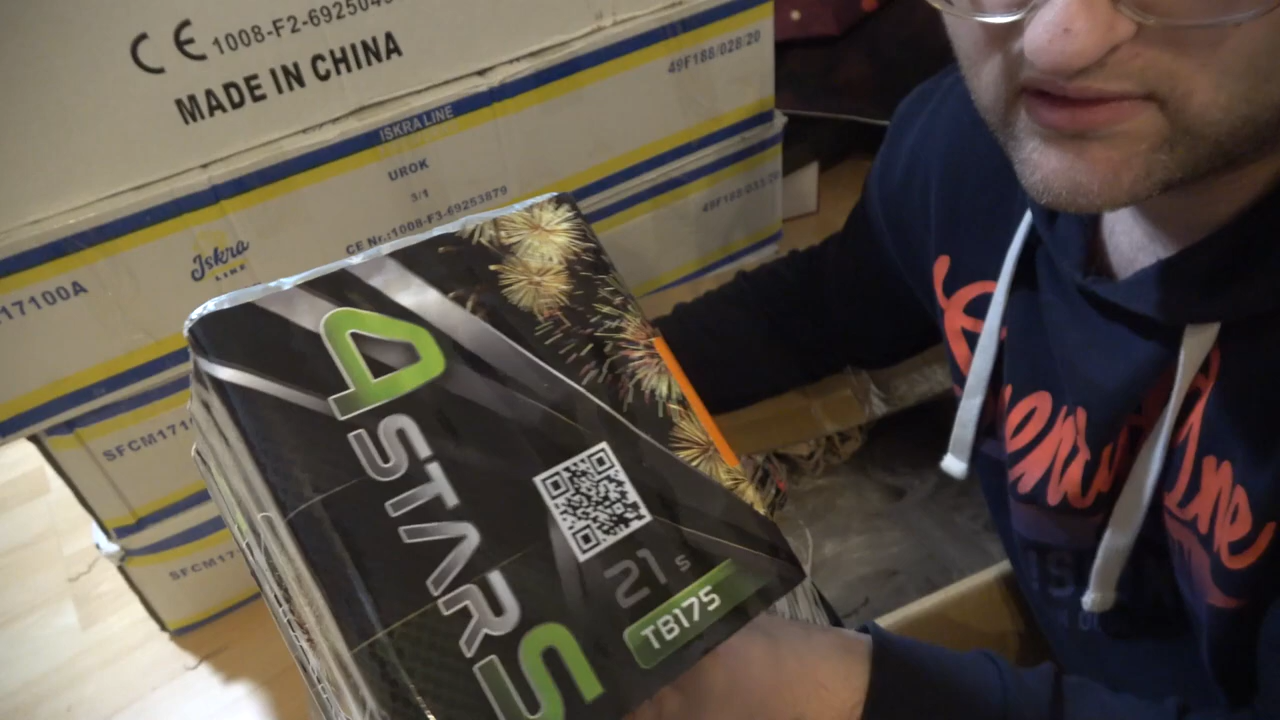 CE 1008-F2-692504
MADE IN CHINA
ISKRA LINE
49F188/028/20
UROK
3/1
CE Nr.:1008-F3-69253879
49F188/033/20
Iskra
LINE
17100A
SFCM171
SFCM17
4
STARS
21 s
TB175